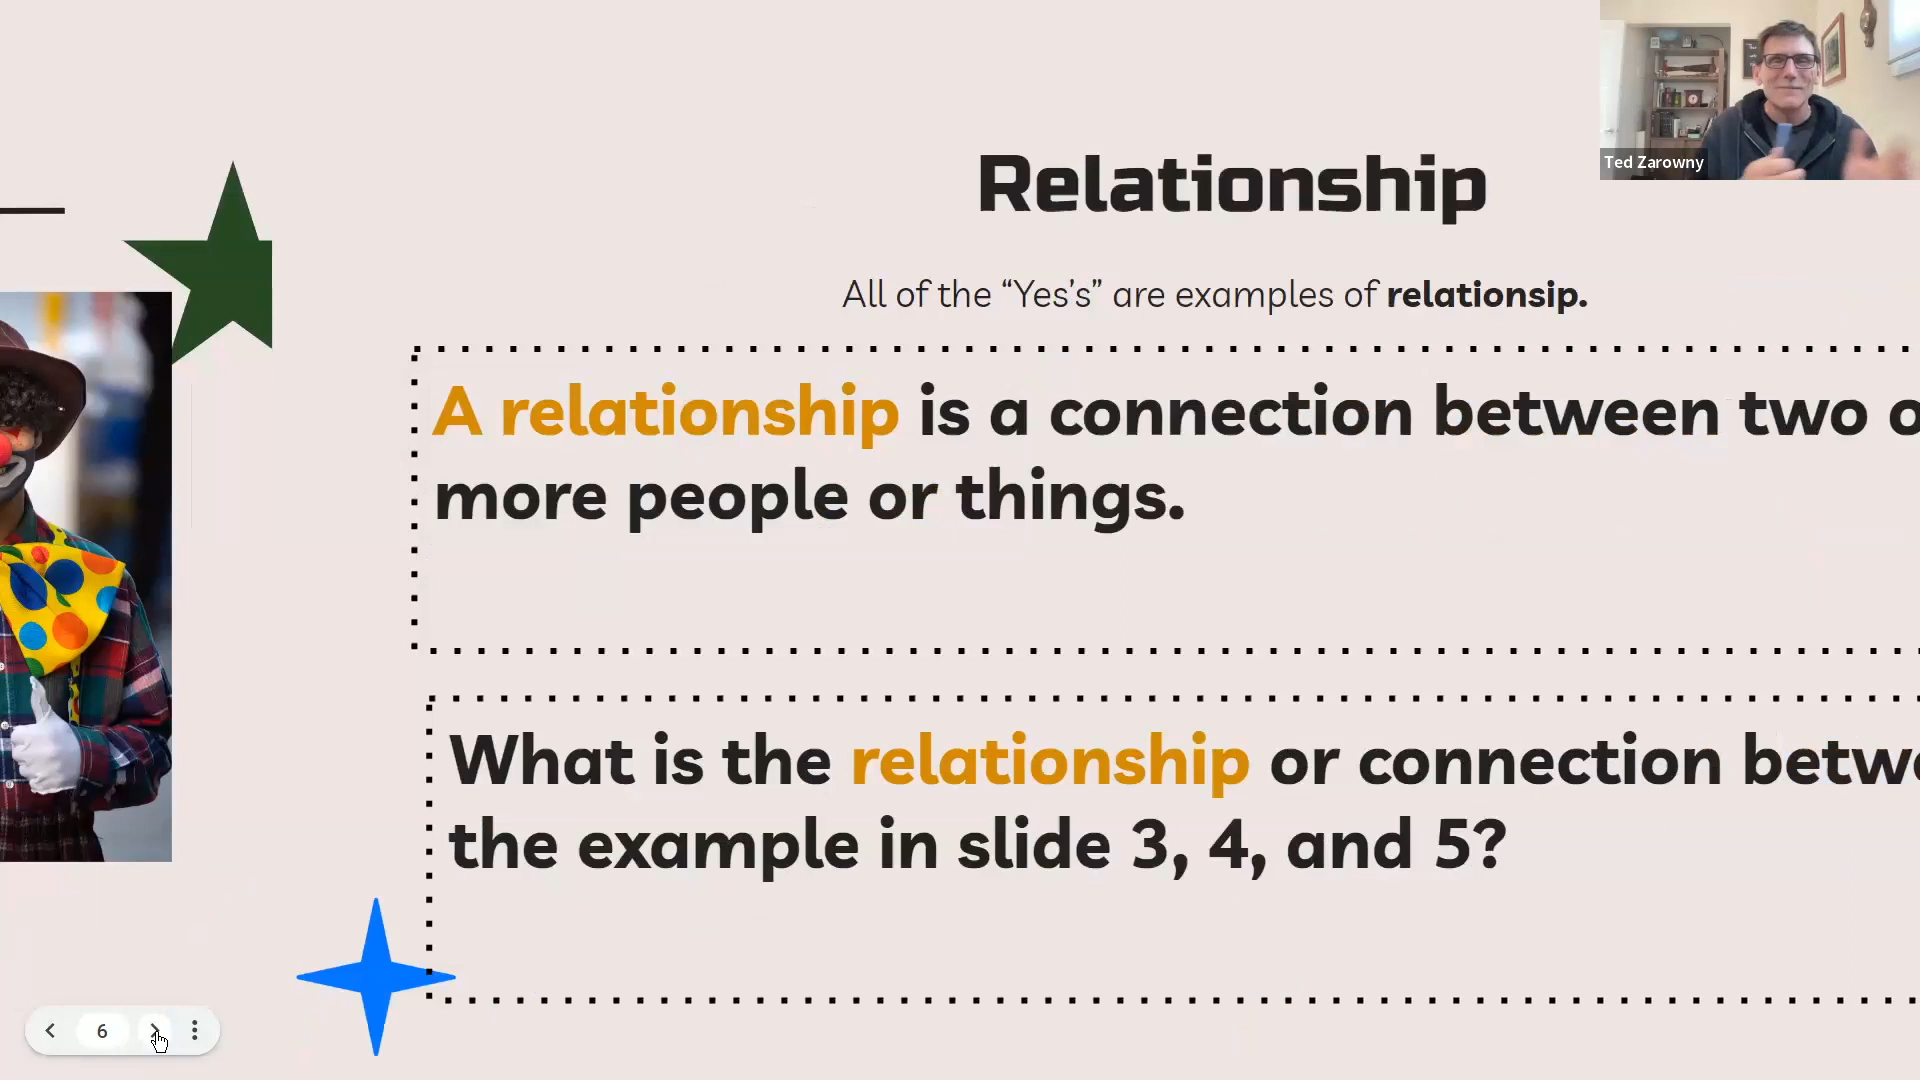 Relationship
Ted Zarowny
All of the “Yes’s” are examples of relationsip.
A relationship is a connection between two o
more people or things.
What is the relationship or connection betwe
the example in slide 3, 4, and 5?
6